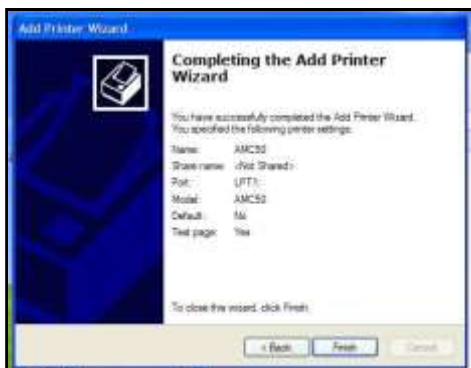 Add Printer Wizard
Completing the Add Printer
Wizard
You have successfully completed the Add Printer Wizard.
You specified the following printer settings:
Name: AMC50
Share name: <Not Shared>
Port: LPT1:
Model: AMC50
Default: No
Test page: Yes
To close this wizard, click Finish.
< Back Finish Cancel